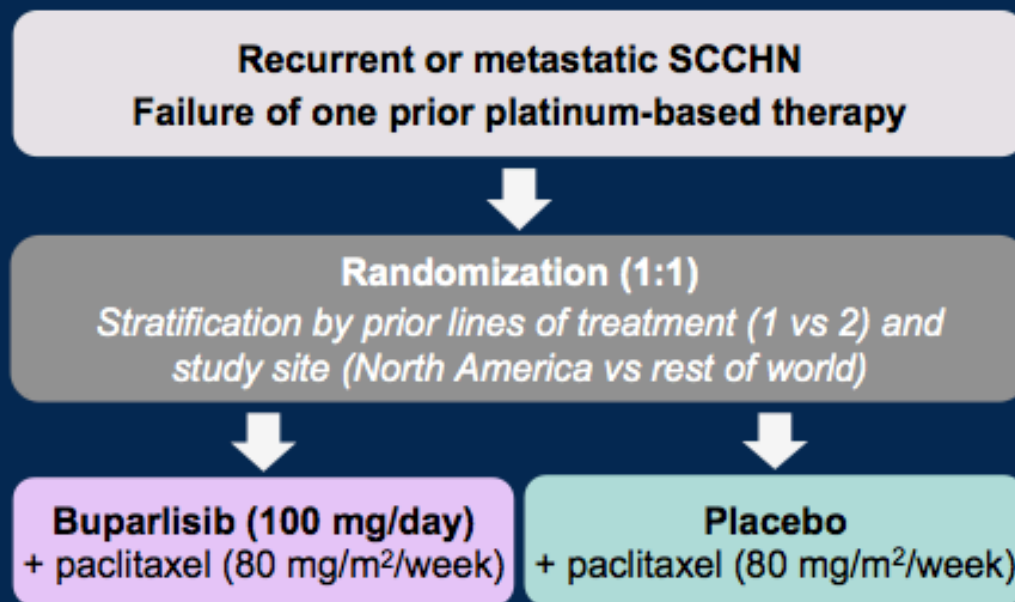 Recurrent or metastatic SCCHN
Failure of one prior platinum-based therapy
Randomization (1:1)
Stratification by prior lines of treatment (1 vs 2) and
study site (North America vs rest of world)
Buparlisib (100 mg/day)
+ paclitaxel (80 mg/m²/week)
Placebo
+ paclitaxel (80 mg/m²/week)